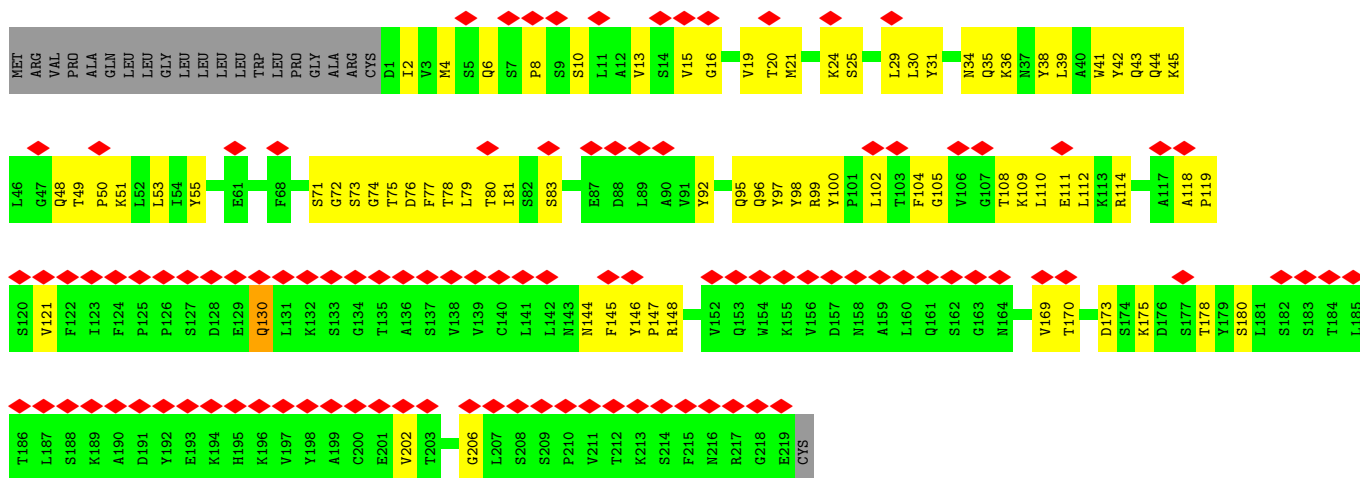 MET ARG VAL PRO ALA GLN LEU LEU GLY LEU LEU LEU LEU TRP LEU PRO GLY ALA ARG CYS D1 I2 V3 M4 S5 Q6 S7 P8 S9 S10 L11 A12 V13 S14 V15 G16 V19 T20 M21 K24 S25 L29 L30 Y31 N34 Q35 K36 N37 Y38 L39 A40 W41 Y42 Q43 Q44 K45
L46 G47 Q48 T49 P50 K51 L52 L53 I54 Y55 E61 F68 S71 G72 S73 G74 T75 D76 F77 T78 L79 T80 I81 S82 S83 E87 D88 L89 A90 V91 Y92 Q95 Q96 Y97 Y98 R99 Y100 P101 L102 T103 F104 G105 V106 G107 T108 K109 L110 E111 L112 K113 R114 A117 A118 P119
S120 V121 F122 I123 F124 P125 P126 S127 D128 E129 Q130 L131 K132 S133 G134 T135 A136 S137 V138 V139 C140 L141 L142 N143 N144 F145 Y146 P147 R148 V152 Q153 W154 K155 V156 D157 N158 A159 L160 Q161 S162 G163 N164 V169 T170 D173 S174 K175 D176 S177 T178 Y179 S180 L181 S182 S183 T184 L185
T186 L187 S188 K189 A190 D191 Y192 E193 K194 H195 K196 V197 Y198 A199 C200 E201 V202 T203 G206 L207 S208 S209 P210 V211 T212 K213 S214 F215 N216 R217 G218 E219 CYS